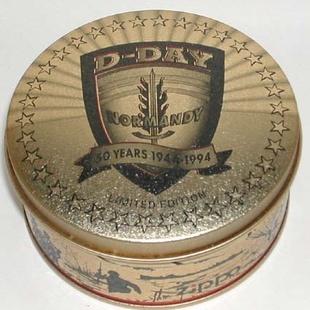 D-DAY
NORMANDY
50 YEARS 1944-1994
LIMITED EDITION
Zippo